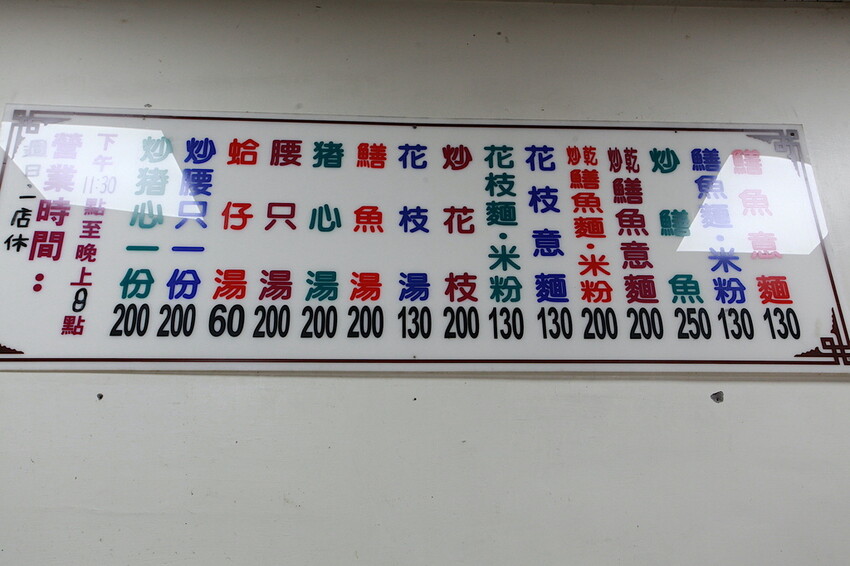 鱔魚意麵 130
鱔魚麵·米粉 130
炒鱔魚 250
乾炒鱔魚意麵 200
乾炒鱔魚麵·米粉 200
花枝意麵 130
花枝麵·米粉 130
炒花枝 200
花枝湯 130
鱔魚湯 200
猪心湯 200
腰只湯 200
蛤仔湯 60
炒腰只一份 200
炒猪心一份 200
下午11:30點至晚上9點
營業時間：
週日一店休